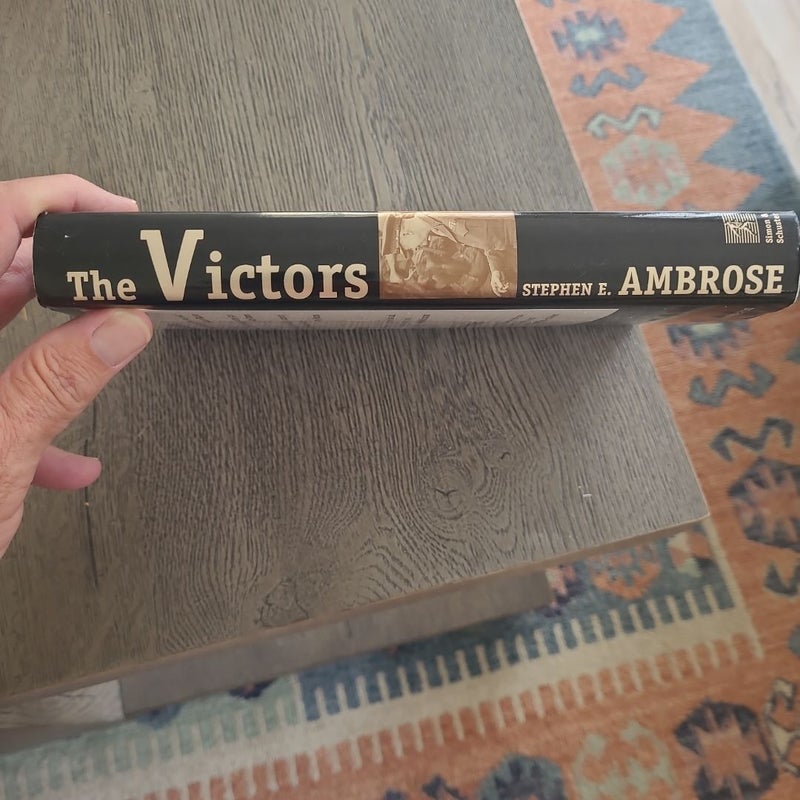 The Victors
STEPHEN E. AMBROSE
Simon &
Schuster